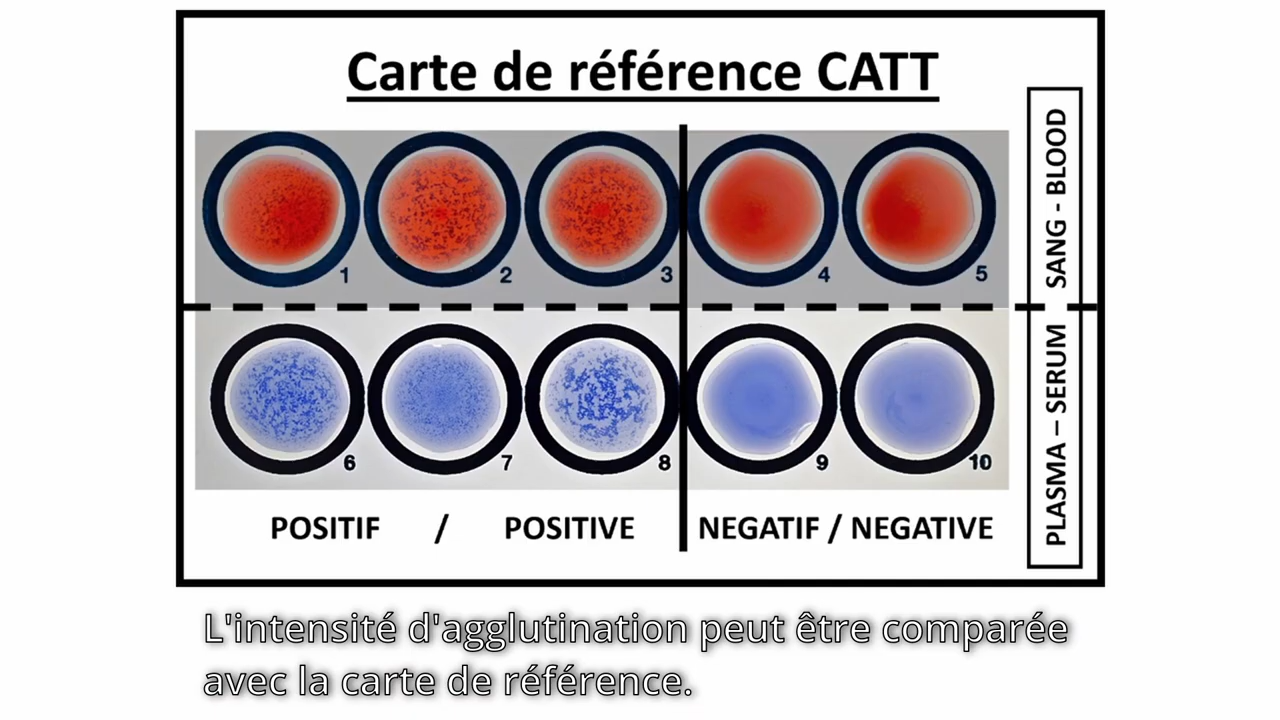 Carte de référence CATT
1
2
3
4
5
SANG - BLOOD
6
7
8
9
10
PLASMA – SERUM
POSITIF / POSITIVE
NEGATIF / NEGATIVE
L'intensité d'agglutination peut être comparée
avec la carte de référence.